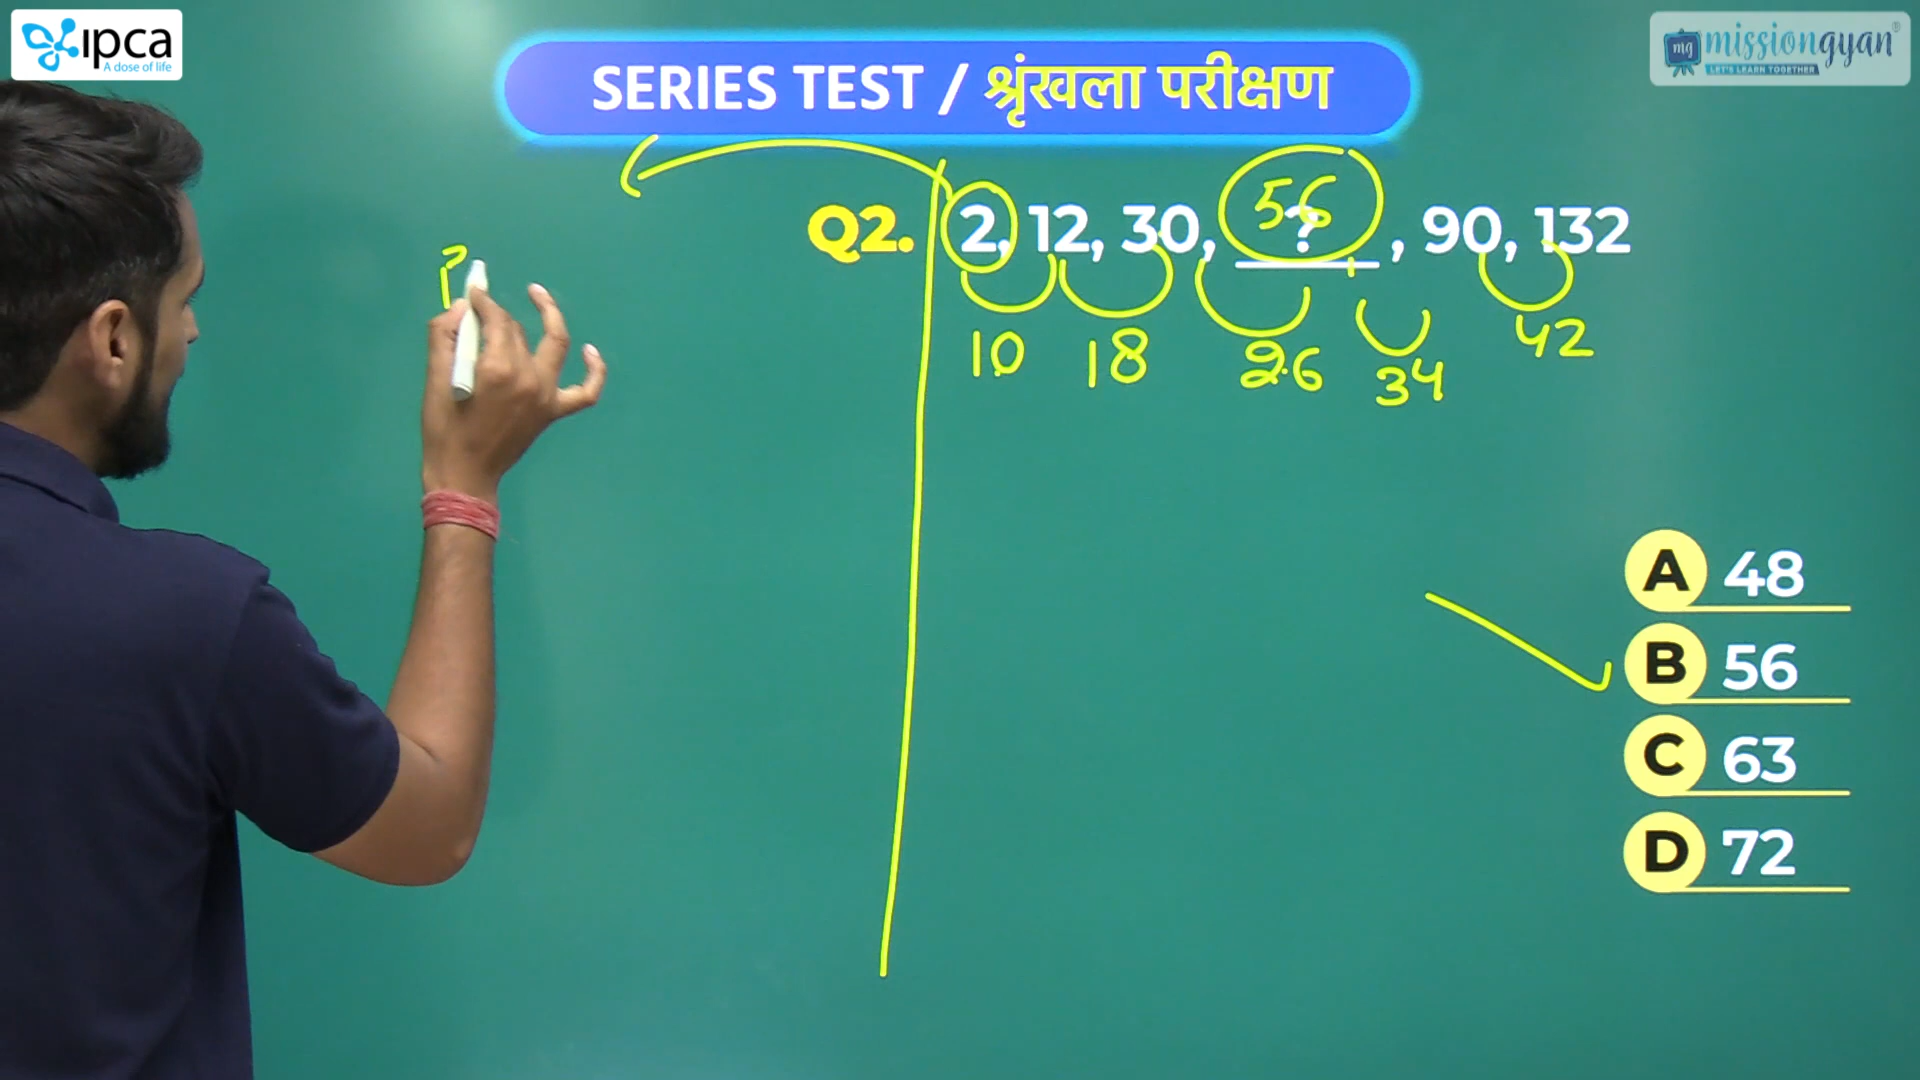 ipca
A dose of life
SERIES TEST / श्रृंखला परीक्षण
mg missiongyan®
LET'S LEARN TOGETHER
56
Q2. 2, 12, 30, ? , 90, 132
10 18 26 34 42
A 48
B 56
C 63
D 72